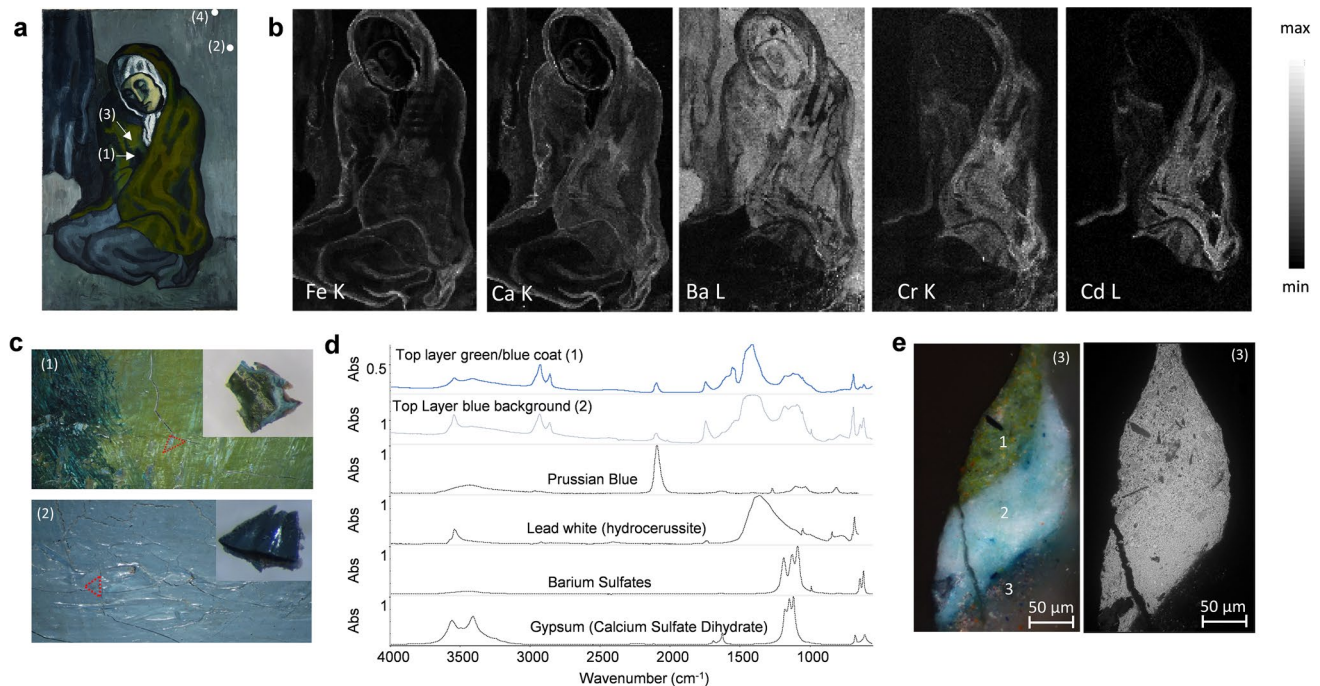 a
(4)
(2)
(3)
(1)
b
Fe K
Ca K
Ba L
Cr K
Cd L
max
min
c
(1)
(2)
d
Top layer green/blue coat (1)
Abs
0.5
Top Layer blue background (2)
Abs
1
Prussian Blue
Abs
1
Lead white (hydrocerussite)
Abs
1
Barium Sulfates
Abs
1
Gypsum (Calcium Sulfate Dihydrate)
Abs
1
4000 3500 3000 2500 2000 1500 1000
Wavenumber (cm⁻¹)
e
(3)
1
2
3
50 µm
(3)
50 µm